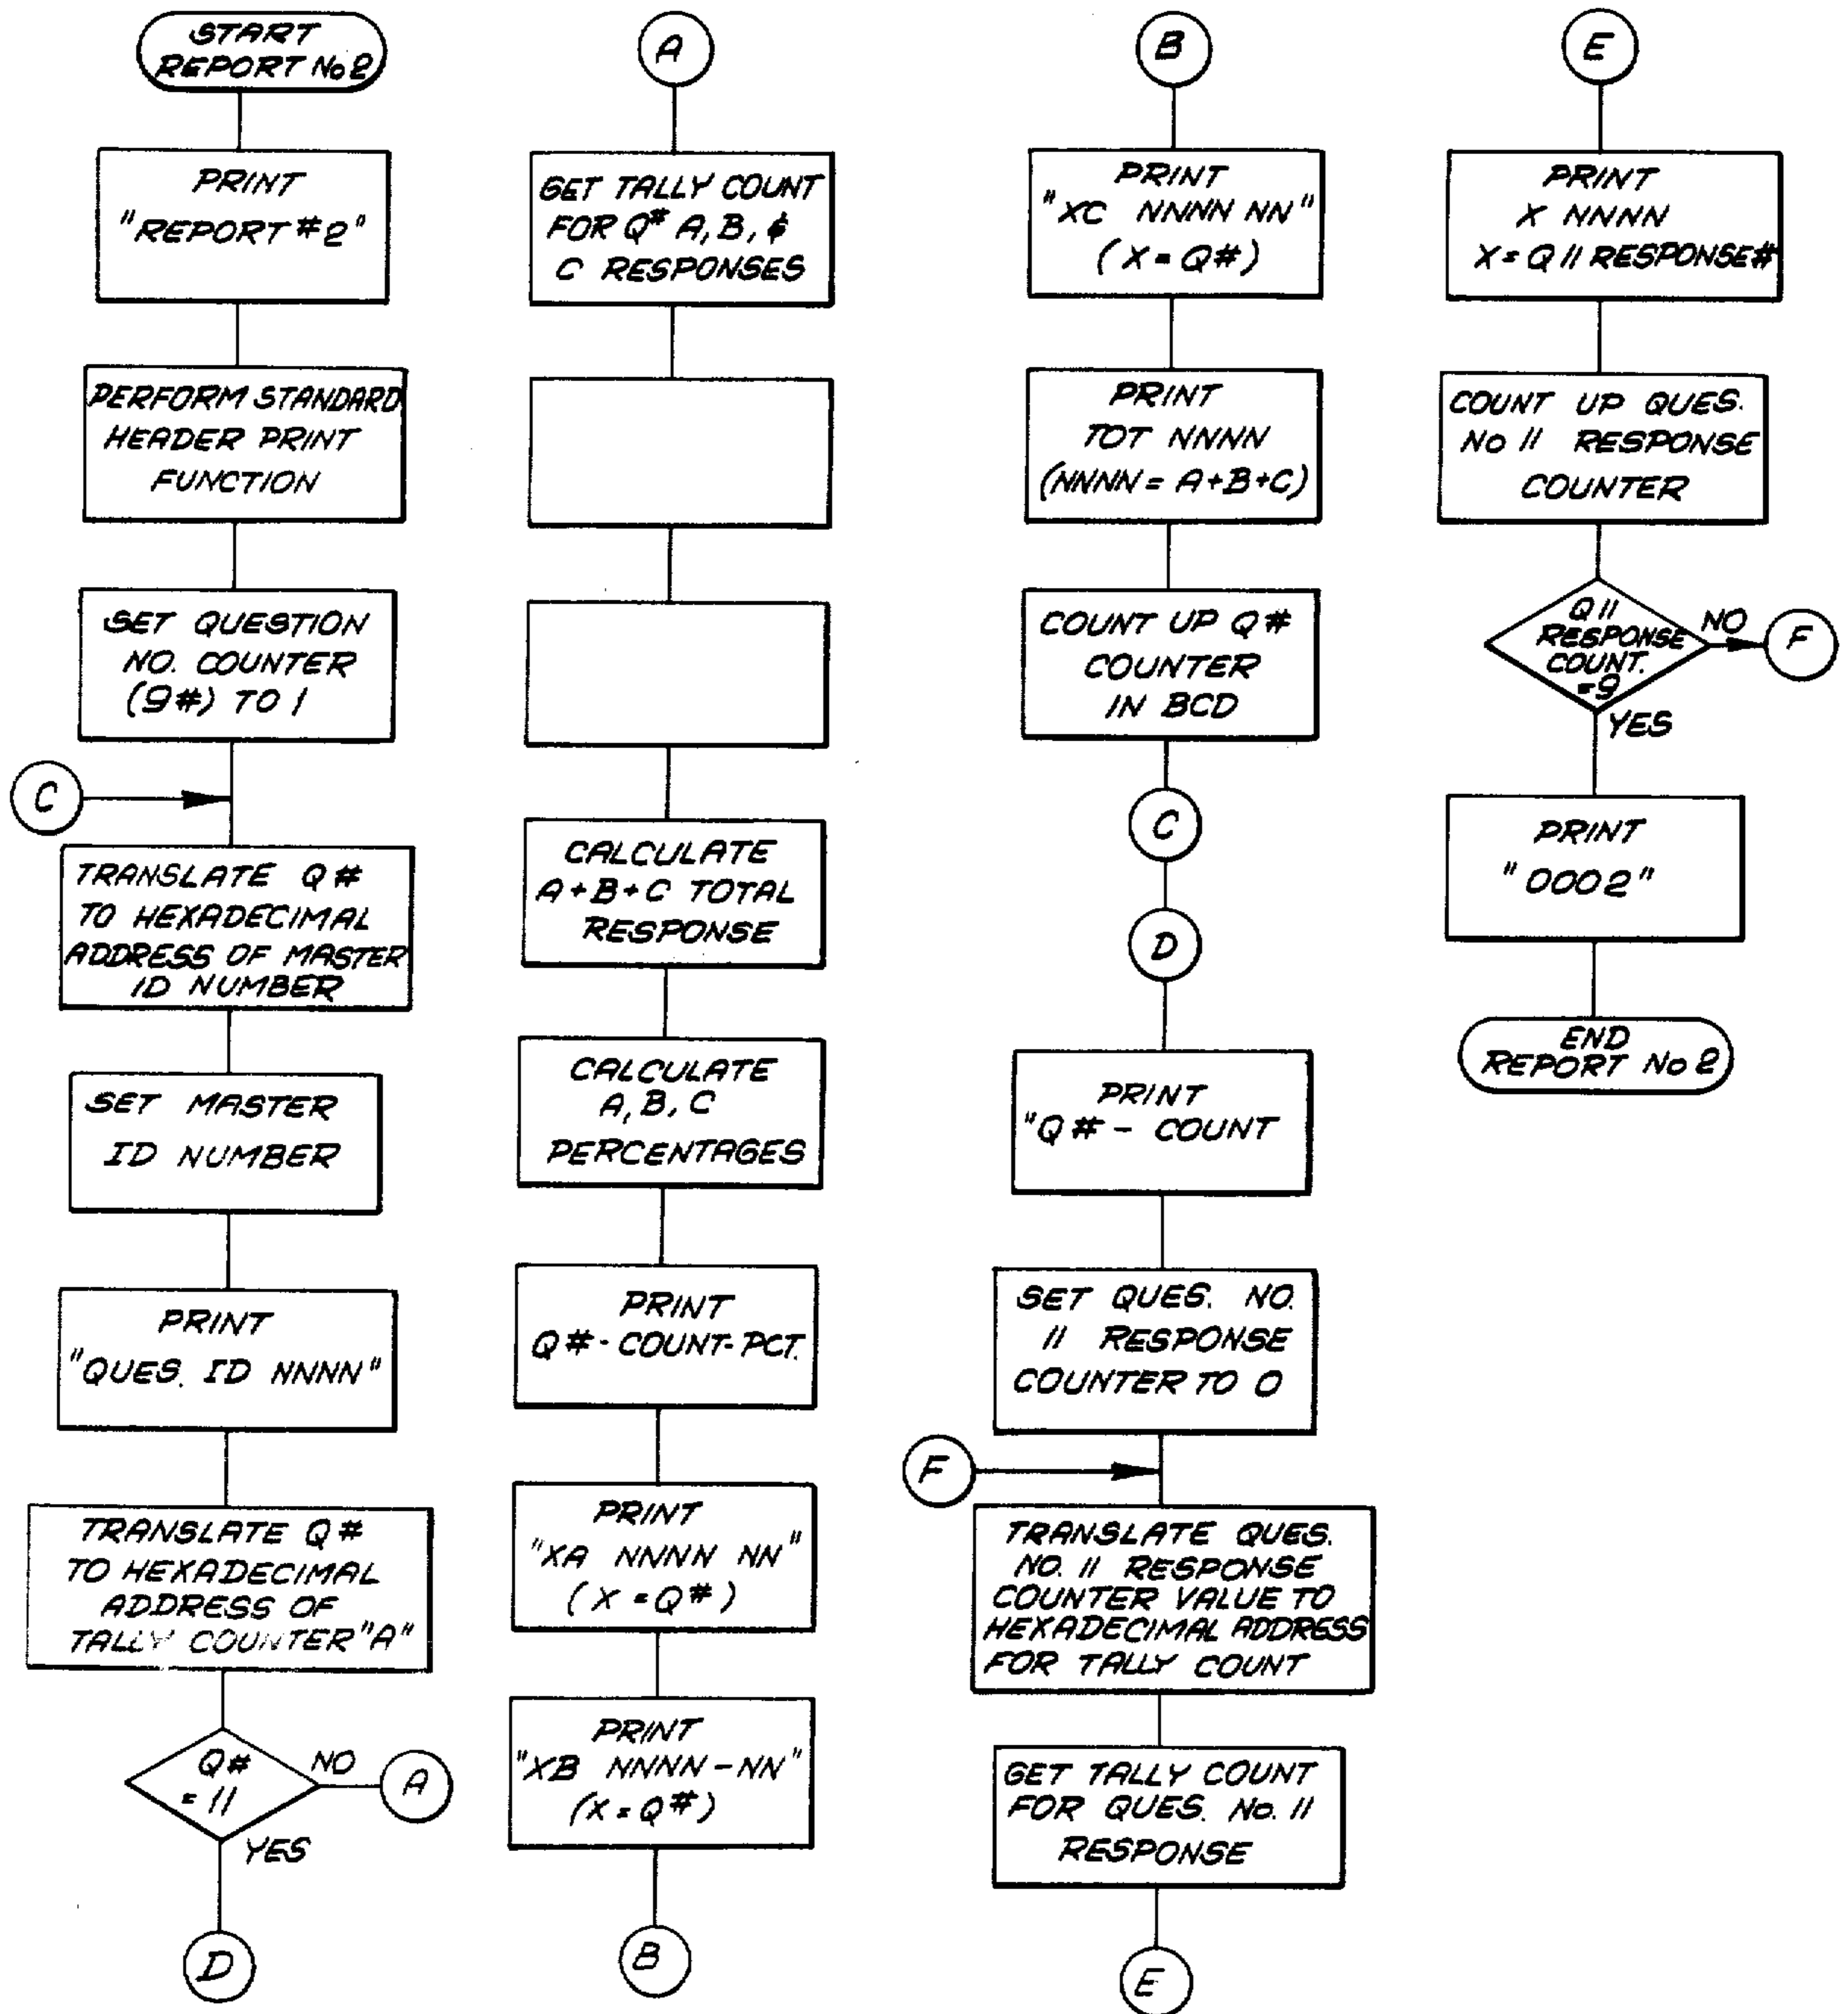 START
REPORT No 2
PRINT
"REPORT #2"
PERFORM STANDARD
HEADER PRINT
FUNCTION
SET QUESTION
NO. COUNTER
(9#) TO 1
C
TRANSLATE Q#
TO HEXADECIMAL
ADDRESS OF MASTER
ID NUMBER
SET MASTER
ID NUMBER
PRINT
"QUES. ID NNNN"
TRANSLATE Q#
TO HEXADECIMAL
ADDRESS OF
TALLY COUNTER "A"
Q#
= 11
NO
A
YES
D
A
GET TALLY COUNT
FOR Q# A, B, &
C RESPONSES
CALCULATE
A+B+C TOTAL
RESPONSE
CALCULATE
A, B, C
PERCENTAGES
PRINT
Q# - COUNT - PCT.
PRINT
"XA NNNN NN"
(X = Q#)
PRINT
"XB NNNN - NN"
(X = Q#)
B
B
PRINT
"XC NNNN NN"
(X = Q#)
PRINT
TOT NNNN
(NNNN = A+B+C)
COUNT UP Q#
COUNTER
IN BCD
C
D
PRINT
"Q# - COUNT
SET QUES. NO.
11 RESPONSE
COUNTER TO 0
F
TRANSLATE QUES.
NO. 11 RESPONSE
COUNTER VALUE TO
HEXADECIMAL ADDRESS
FOR TALLY COUNT
GET TALLY COUNT
FOR QUES. No. 11
RESPONSE
E
E
PRINT
X NNNN
X = Q 11 RESPONSE#
COUNT UP QUES.
No 11 RESPONSE
COUNTER
Q 11
RESPONSE
COUNT.
= 9
NO
F
YES
PRINT
"0002"
END
REPORT No 2